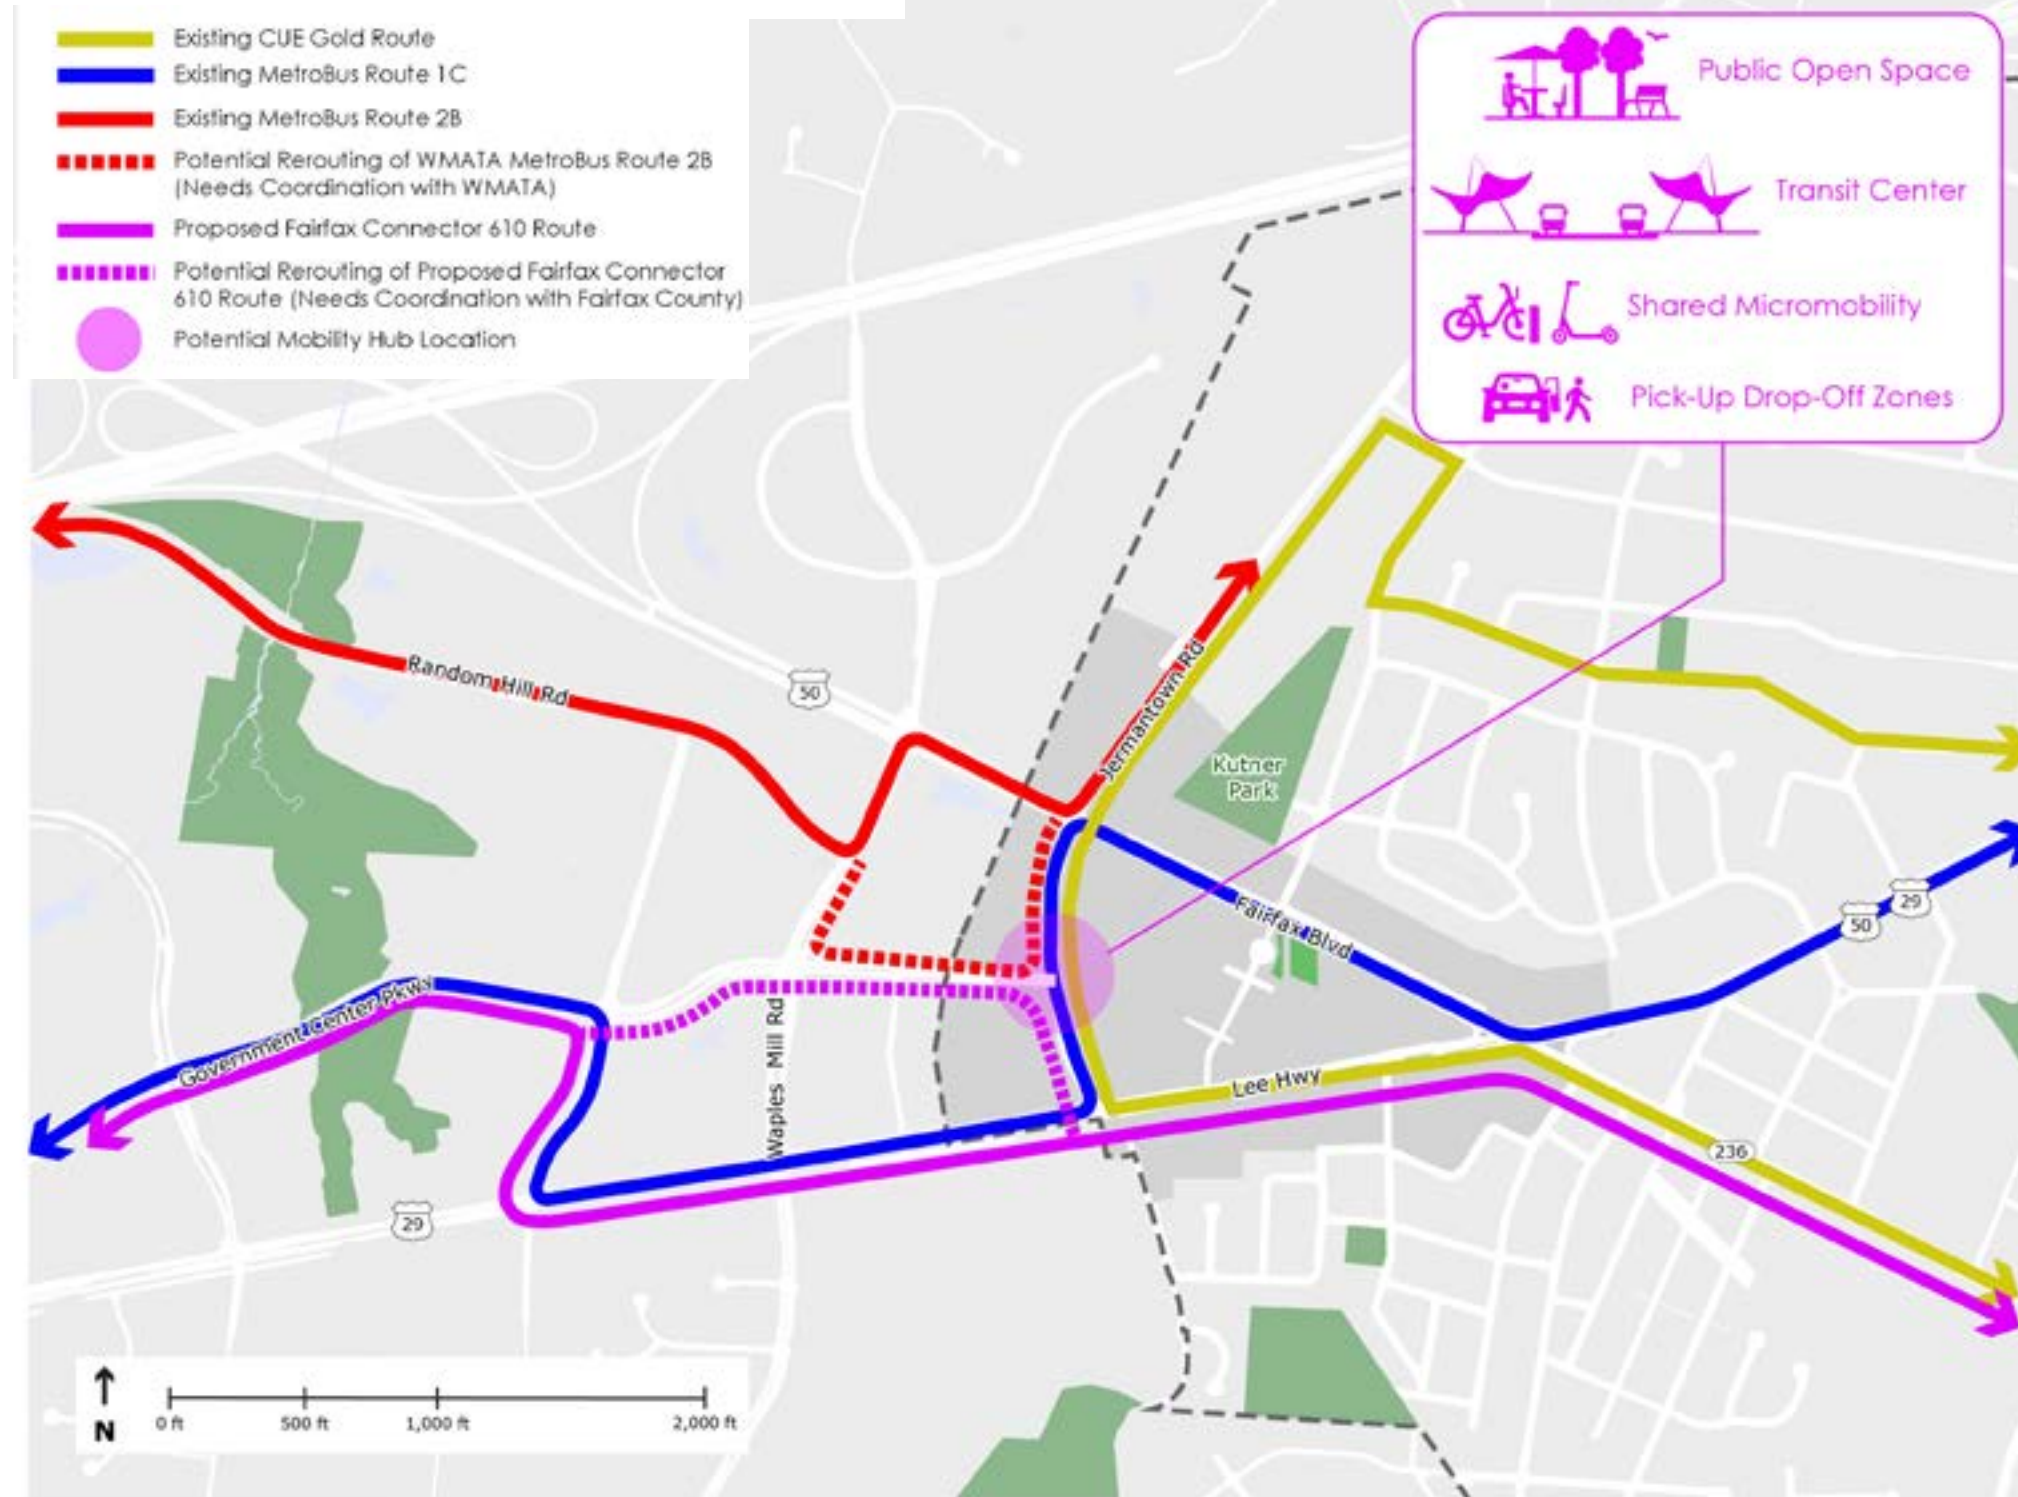 Existing CUE Gold Route
Existing MetroBus Route 1C
Existing MetroBus Route 2B
Potential Rerouting of WMATA MetroBus Route 2B
(Needs Coordination with WMATA)
Proposed Fairfax Connector 610 Route
Potential Rerouting of Proposed Fairfax Connector
610 Route (Needs Coordination with Fairfax County)
Potential Mobility Hub Location
Public Open Space
Transit Center
Shared Micromobility
Pick-Up Drop-Off Zones
Random Hill Rd
50
Jermantown Rd
Kutner
Park
Fairfax Blvd
29
50
Government Center Pkwy
Waples Mill Rd
Lee Hwy
236
29
N
0 ft
500 ft
1,000 ft
2,000 ft